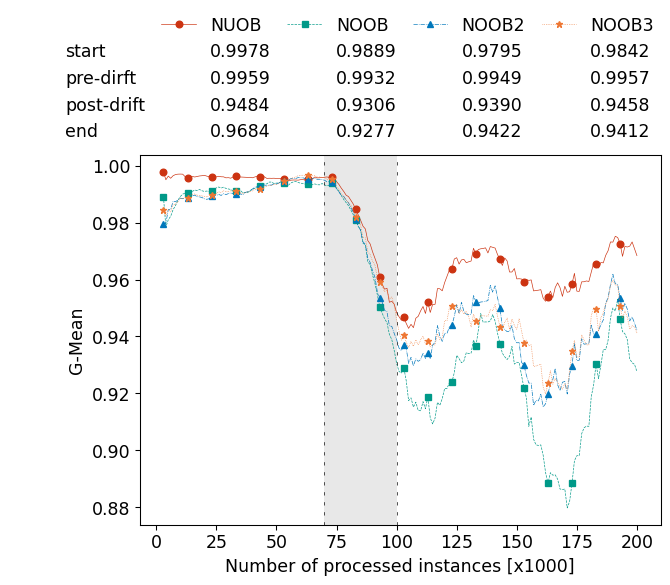 NUOB NOOB NOOB2 NOOB3
start 0.9978 0.9889 0.9795 0.9842
pre-dirft 0.9959 0.9932 0.9949 0.9957
post-drift 0.9484 0.9306 0.9390 0.9458
end 0.9684 0.9277 0.9422 0.9412
1.00
0.98
0.96
0.94
0.92
0.90
0.88
G-Mean
0 25 50 75 100 125 150 175 200
Number of processed instances [x1000]